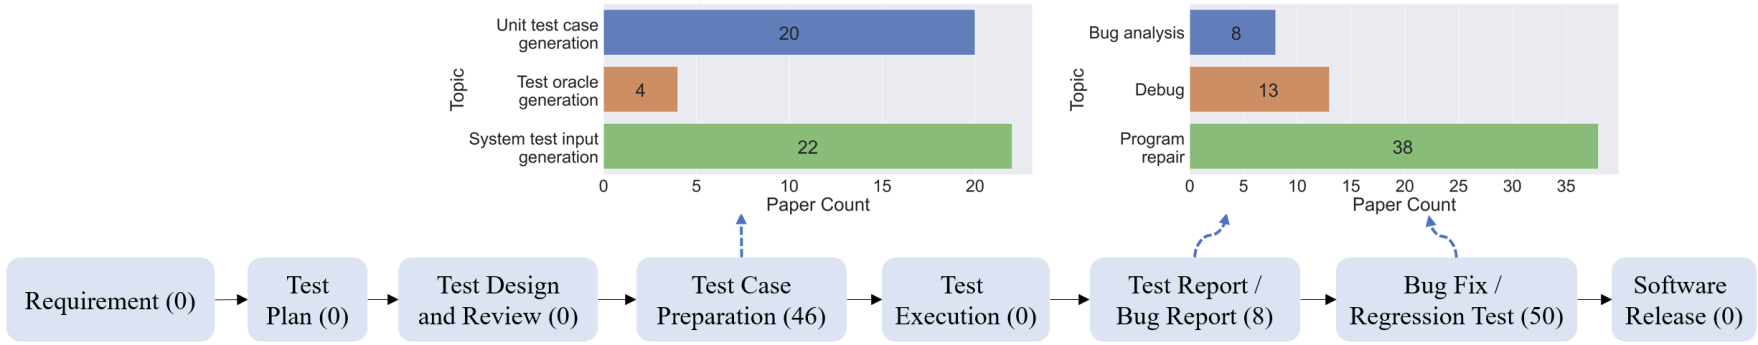 Topic
Unit test case
generation
20
Test oracle
generation
4
System test input
generation
22
0 5 10 15 20
Paper Count
Topic
Bug analysis
8
Debug
13
Program
repair
38
0 5 10 15 20 25 30 35
Paper Count
Requirement (0)
Test
Plan (0)
Test Design
and Review (0)
Test Case
Preparation (46)
Test
Execution (0)
Test Report /
Bug Report (8)
Bug Fix /
Regression Test (50)
Software
Release (0)